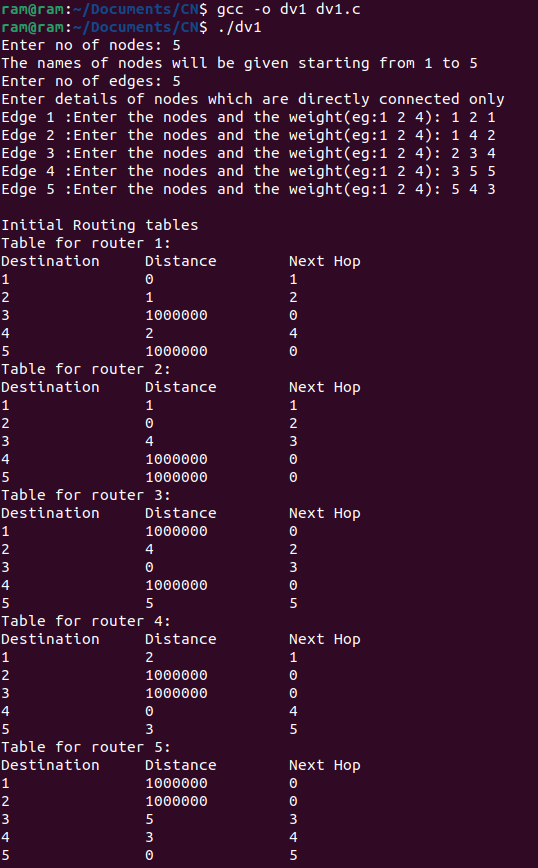 ram@ram:~/Documents/CN$ gcc -o dv1 dv1.c
ram@ram:~/Documents/CN$ ./dv1
Enter no of nodes: 5
The names of nodes will be given starting from 1 to 5
Enter no of edges: 5
Enter details of nodes which are directly connected only
Edge 1 :Enter the nodes and the weight(eg:1 2 4): 1 2 1
Edge 2 :Enter the nodes and the weight(eg:1 2 4): 1 4 2
Edge 3 :Enter the nodes and the weight(eg:1 2 4): 2 3 4
Edge 4 :Enter the nodes and the weight(eg:1 2 4): 3 5 5
Edge 5 :Enter the nodes and the weight(eg:1 2 4): 5 4 3

Initial Routing tables
Table for router 1:
Destination     Distance        Next Hop
1               0               1
2               1               2
3               1000000         0
4               2               4
5               1000000         0
Table for router 2:
Destination     Distance        Next Hop
1               1               1
2               0               2
3               4               3
4               1000000         0
5               1000000         0
Table for router 3:
Destination     Distance        Next Hop
1               1000000         0
2               4               2
3               0               3
4               1000000         0
5               5               5
Table for router 4:
Destination     Distance        Next Hop
1               2               1
2               1000000         0
3               1000000         0
4               0               4
5               3               5
Table for router 5:
Destination     Distance        Next Hop
1               1000000         0
2               1000000         0
3               5               3
4               3               4
5               0               5